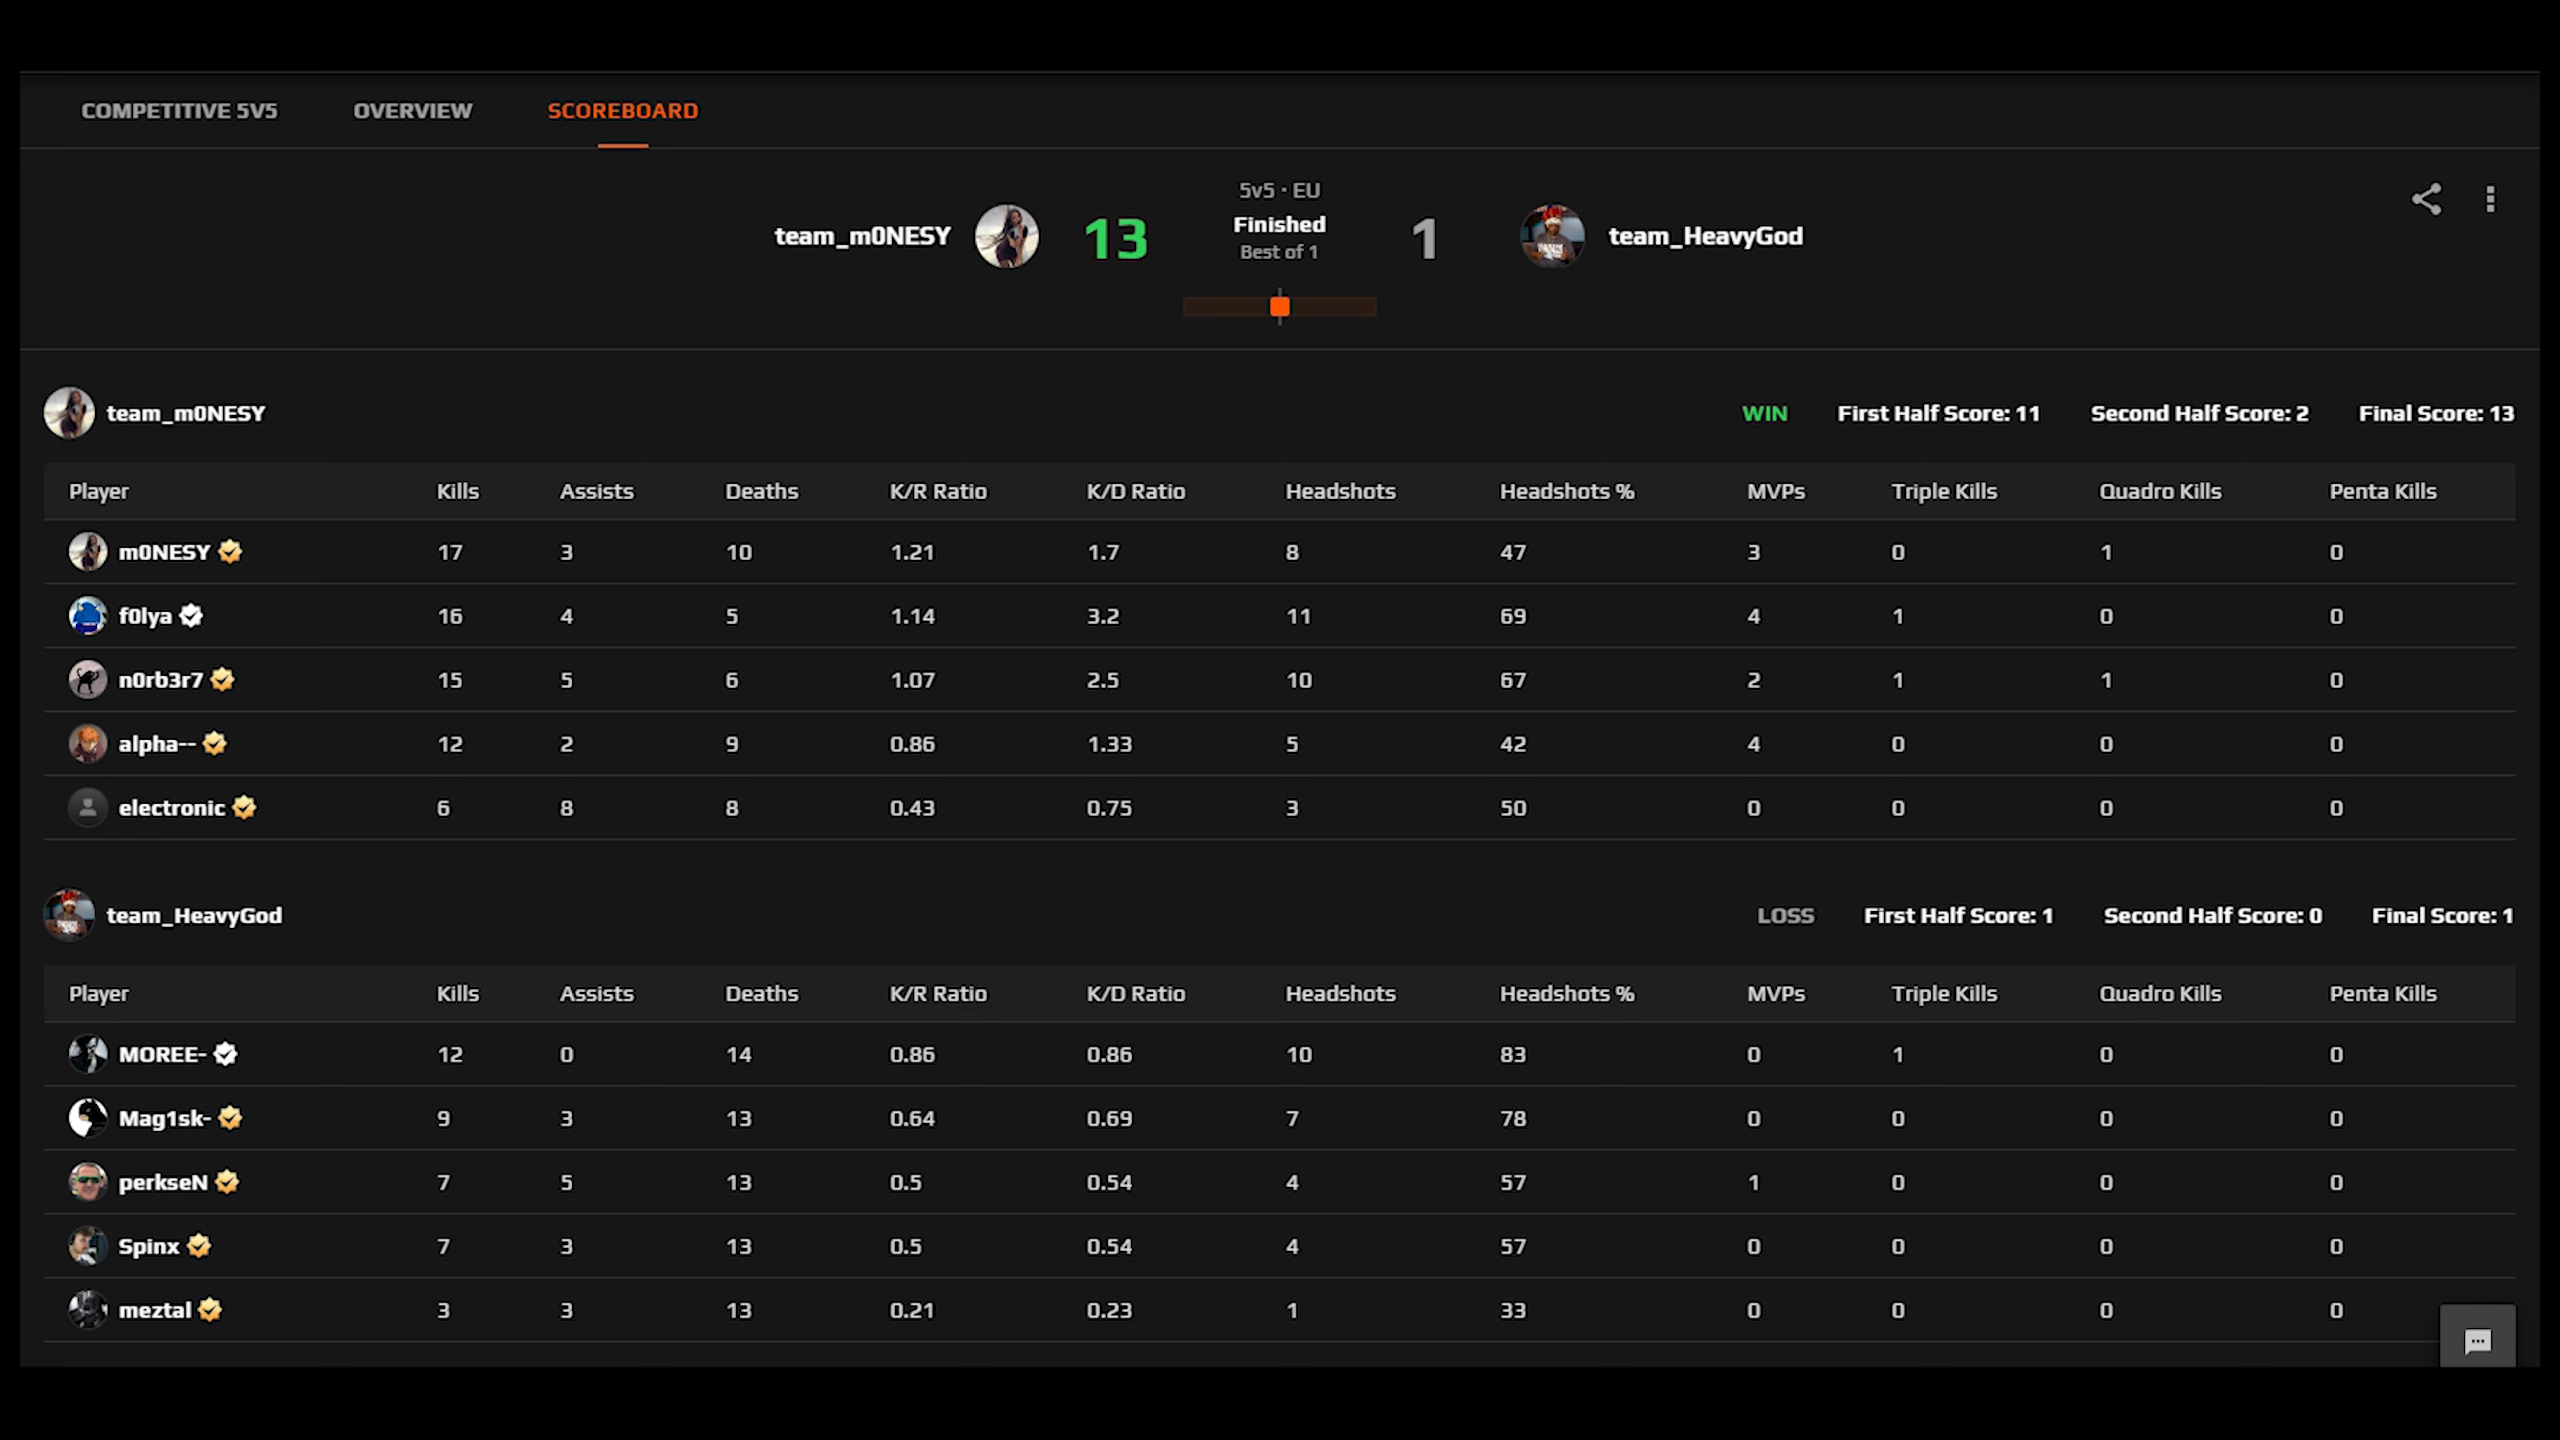 COMPETITIVE 5V5 OVERVIEW SCOREBOARD
5v5 • EU
team_m0NESY 13 Finished 1 team_HeavyGod
Best of 1
team_m0NESY WIN First Half Score: 11 Second Half Score: 2 Final Score: 13
Player Kills Assists Deaths K/R Ratio K/D Ratio Headshots Headshots % MVPs Triple Kills Quadro Kills Penta Kills
m0NESY 17 3 10 1.21 1.7 8 47 3 0 1 0
f0lya 16 4 5 1.14 3.2 11 69 4 1 0 0
n0rb3r7 15 5 6 1.07 2.5 10 67 2 1 1 0
alpha-- 12 2 9 0.86 1.33 5 42 4 0 0 0
electronic 6 8 8 0.43 0.75 3 50 0 0 0 0
team_HeavyGod LOSS First Half Score: 1 Second Half Score: 0 Final Score: 1
Player Kills Assists Deaths K/R Ratio K/D Ratio Headshots Headshots % MVPs Triple Kills Quadro Kills Penta Kills
MOREE- 12 0 14 0.86 0.86 10 83 0 1 0 0
Mag1sk- 9 3 13 0.64 0.69 7 78 0 0 0 0
perkseN 7 5 13 0.5 0.54 4 57 1 0 0 0
Spinx 7 3 13 0.5 0.54 4 57 0 0 0 0
meztal 3 3 13 0.21 0.23 1 33 0 0 0 0